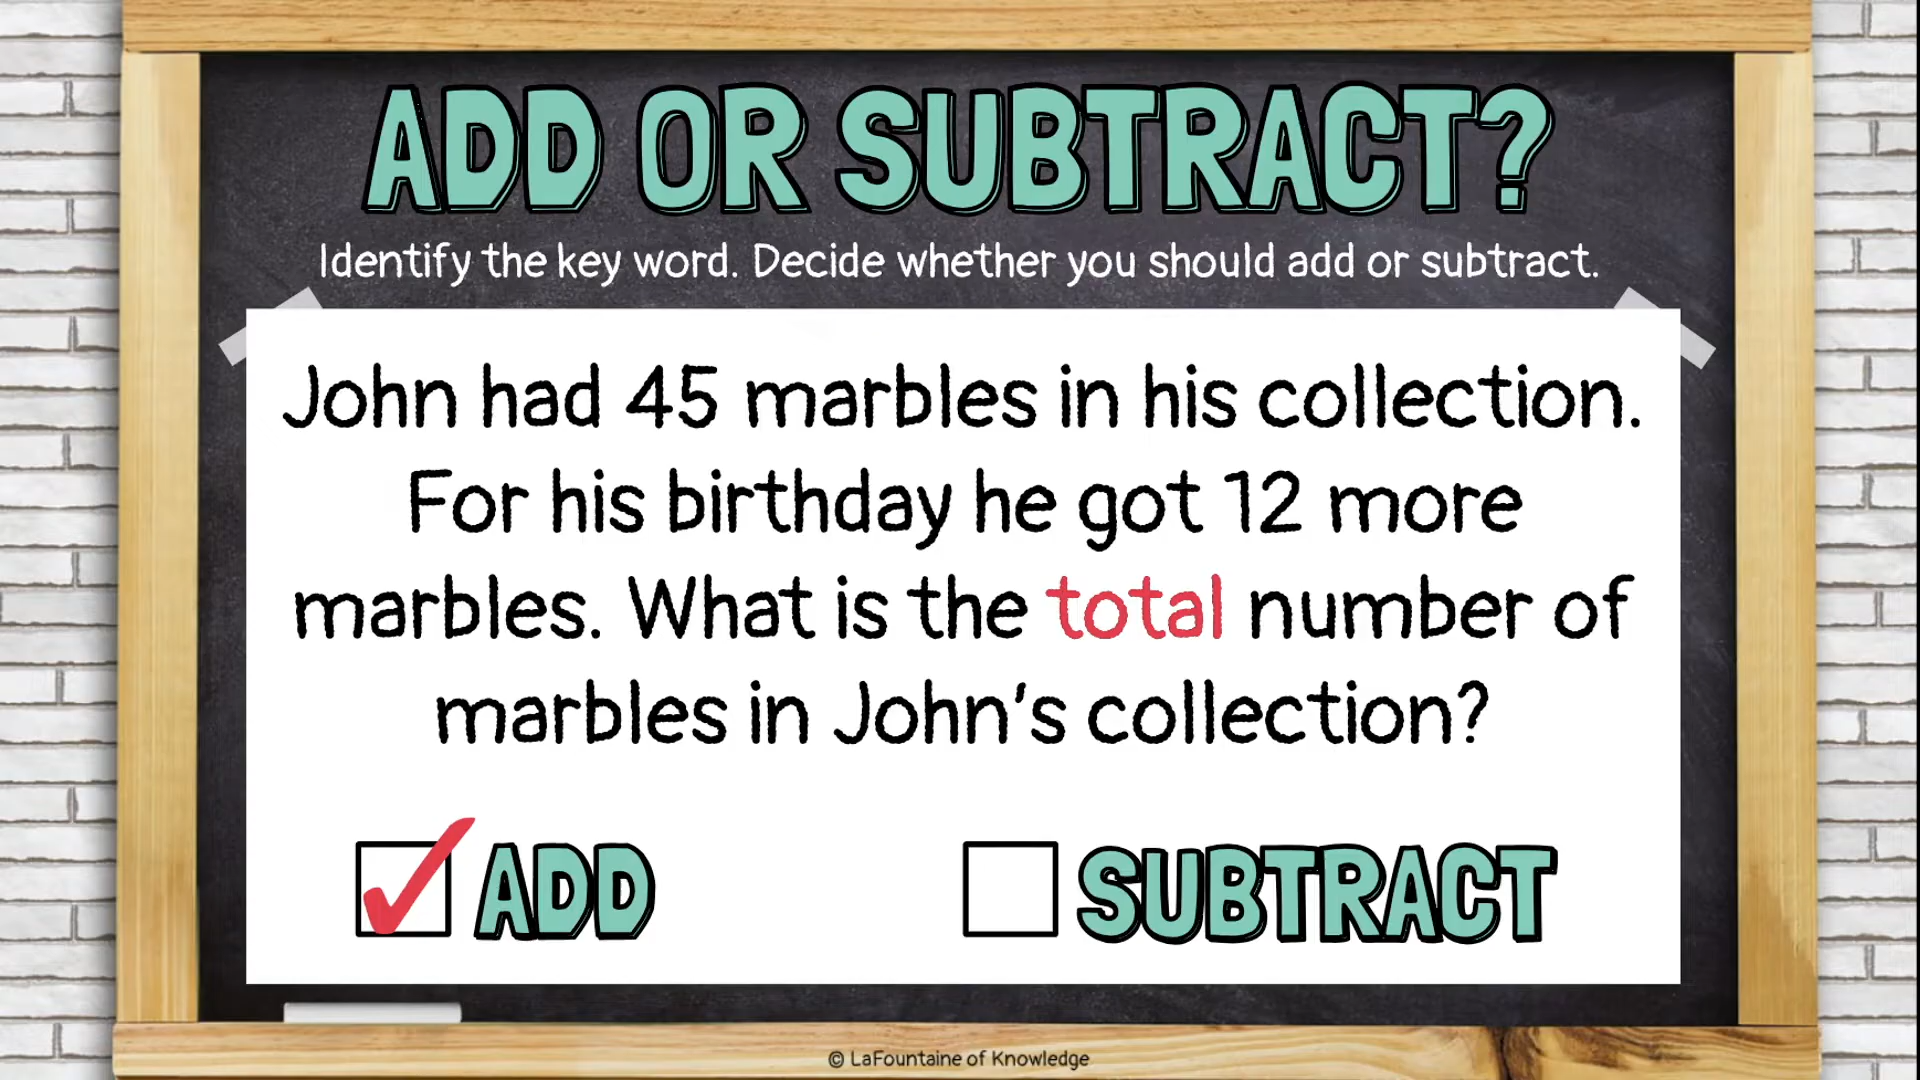 ADD OR SUBTRACT?
Identify the key word. Decide whether you should add or subtract.
John had 45 marbles in his collection.
For his birthday he got 12 more
marbles. What is the total number of
marbles in John's collection?
ADD
SUBTRACT
© LaFountaine of Knowledge